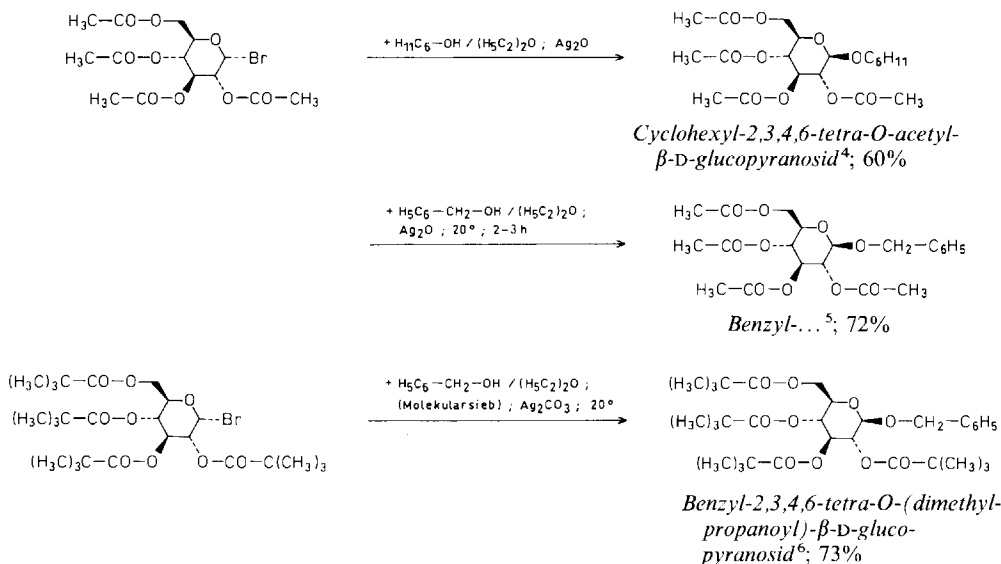 H₃C—CO—O
H₃C—CO—O
O
Br
H₃C—CO—O
O—CO—CH₃
+ H₁₁C₆—OH / (H₅C₂)₂O ; Ag₂O
H₃C—CO—O
H₃C—CO—O
O
O—C₆H₁₁
H₃C—CO—O
O—CO—CH₃
Cyclohexyl-2,3,4,6-tetra-O-acetyl-
β-D-glucopyranosid⁴; 60%
+ H₅C₆—CH₂—OH / (H₅C₂)₂O ;
Ag₂O ; 20° ; 2–3 h
H₃C—CO—O
H₃C—CO—O
O
O—CH₂—C₆H₅
H₃C—CO—O
O—CO—CH₃
Benzyl-... ⁵; 72%
(H₃C)₃C—CO—O
(H₃C)₃C—CO—O
O
Br
(H₃C)₃C—CO—O
O—CO—C(CH₃)₃
+ H₅C₆—CH₂—OH / (H₅C₂)₂O ;
(Molekularsieb) ; Ag₂CO₃ ; 20°
(H₃C)₃C—CO—O
(H₃C)₃C—CO—O
O
O—CH₂—C₆H₅
(H₃C)₃C—CO—O
O—CO—C(CH₃)₃
Benzyl-2,3,4,6-tetra-O-(dimethyl-
propanoyl)-β-D-gluco-
pyranosid⁶; 73%